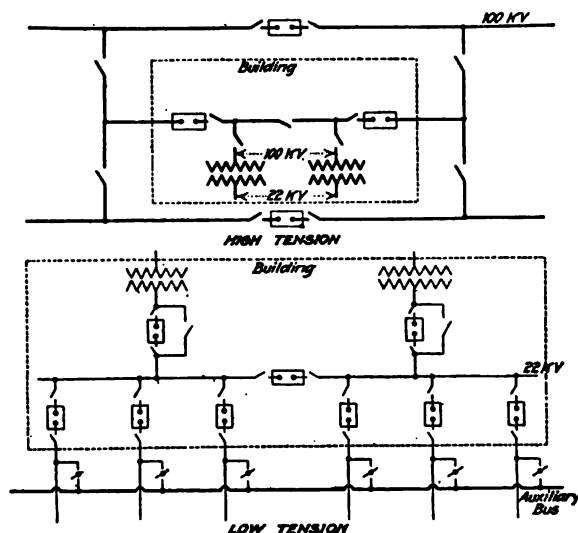 100 KV
Building
100 KV
22 KV
HIGH TENSION
Building
22 KV
Auxiliary
Bus
LOW TENSION